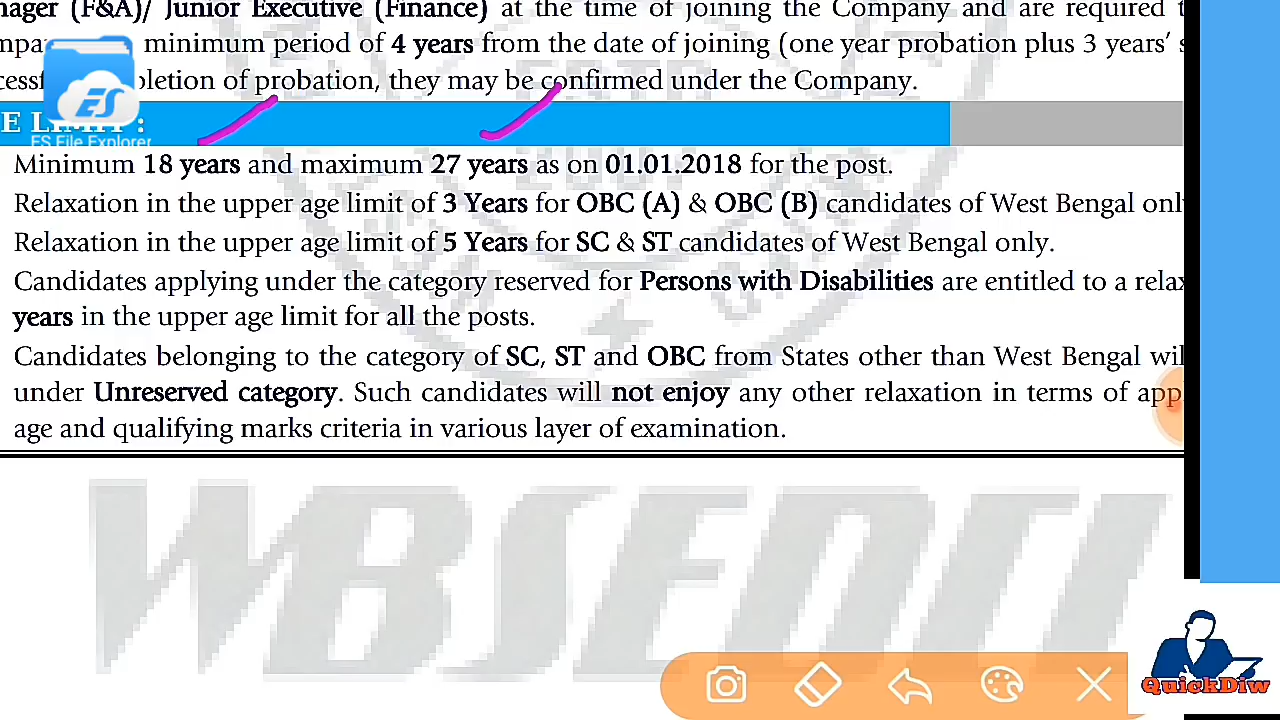 nager (F&A)/ Junior Executive (Finance) at the time of joining the Company and are required t
mpa minimum period of 4 years from the date of joining (one year probation plus 3 years' s
cessf pletion of probation, they may be confirmed under the Company.
E LIMIT :
ES File Explorer
Minimum 18 years and maximum 27 years as on 01.01.2018 for the post.
Relaxation in the upper age limit of 3 Years for OBC (A) & OBC (B) candidates of West Bengal onl
Relaxation in the upper age limit of 5 Years for SC & ST candidates of West Bengal only.
Candidates applying under the category reserved for Persons with Disabilities are entitled to a relax
years in the upper age limit for all the posts.
Candidates belonging to the category of SC, ST and OBC from States other than West Bengal wil
under Unreserved category. Such candidates will not enjoy any other relaxation in terms of appl
age and qualifying marks criteria in various layer of examination.
WBSEDCL
QuickDiw